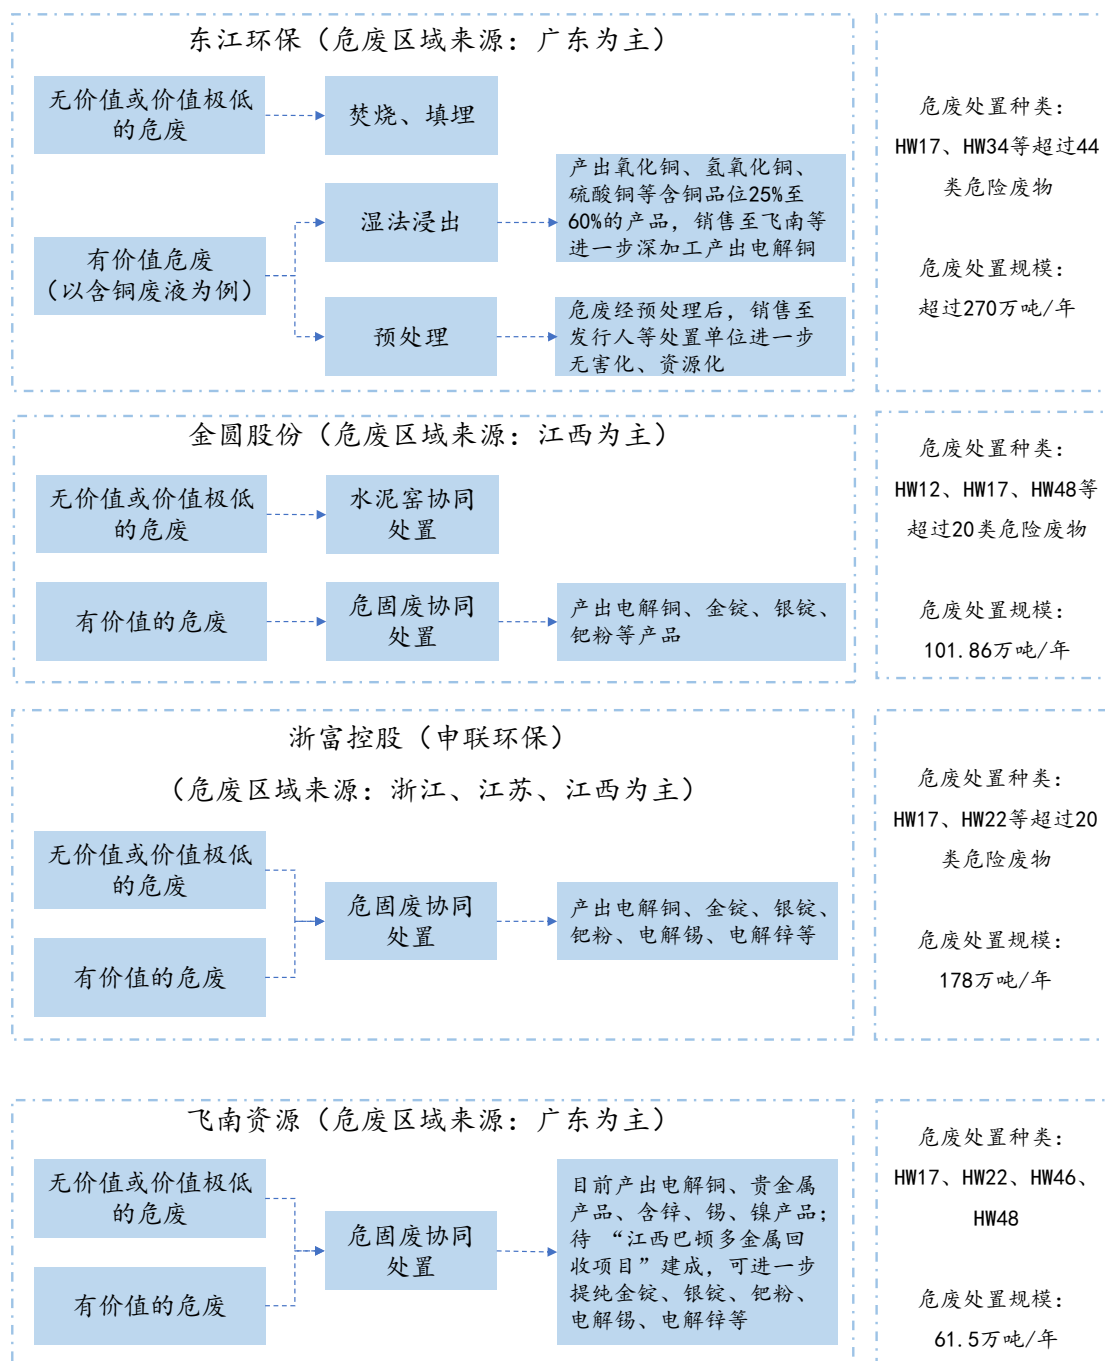 东江环保（危废区域来源：广东为主）
无价值或价值极低
的危废
焚烧、填埋
有价值危废
（以含铜废液为例）
湿法浸出
产出氧化铜、氢氧化铜、
硫酸铜等含铜品位25%至
60%的产品，销售至飞南等
进一步深加工产出电解铜
预处理
危废经预处理后，销售至
发行人等处置单位进一步
无害化、资源化
危废处置种类：
HW17、HW34等超过44
类危险废物
危废处置规模：
超过270万吨/年
金圆股份（危废区域来源：江西为主）
无价值或价值极低
的危废
水泥窑协同
处置
有价值的危废
危固废协同
处置
产出电解铜、金锭、银锭、
钯粉等产品
危废处置种类：
HW12、HW17、HW48等
超过20类危险废物
危废处置规模：
101.86万吨/年
浙富控股（申联环保）
（危废区域来源：浙江、江苏、江西为主）
无价值或价值极低
的危废
有价值的危废
危固废协同
处置
产出电解铜、金锭、银锭、
钯粉、电解锡、电解锌等
危废处置种类：
HW17、HW22等超过20
类危险废物
危废处置规模：
178万吨/年
飞南资源（危废区域来源：广东为主）
无价值或价值极低
的危废
有价值的危废
危固废协同
处置
目前产出电解铜、贵金属
产品、含锌、锡、镍产品；
待 “江西巴顿多金属回
收项目”建成，可进一步
提纯金锭、银锭、钯粉、
电解锡、电解锌等
危废处置种类：
HW17、HW22、HW46、
HW48
危废处置规模：
61.5万吨/年